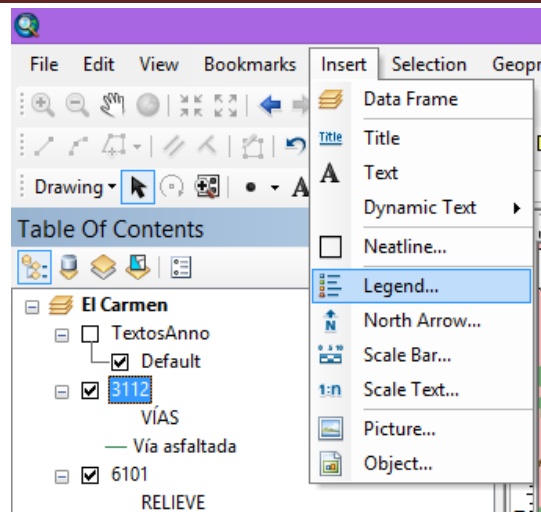 File Edit View Bookmarks Insert Selection
Data Frame
Title Title
A Text
Dynamic Text
Drawing A
Neatline...
Table Of Contents
Legend...
N North Arrow...
Scale Bar...
1:n Scale Text...
Picture...
Object...
El Carmen
TextosAnno
Default
3112
VÍAS
Vía asfaltada
6101
RELIEVE